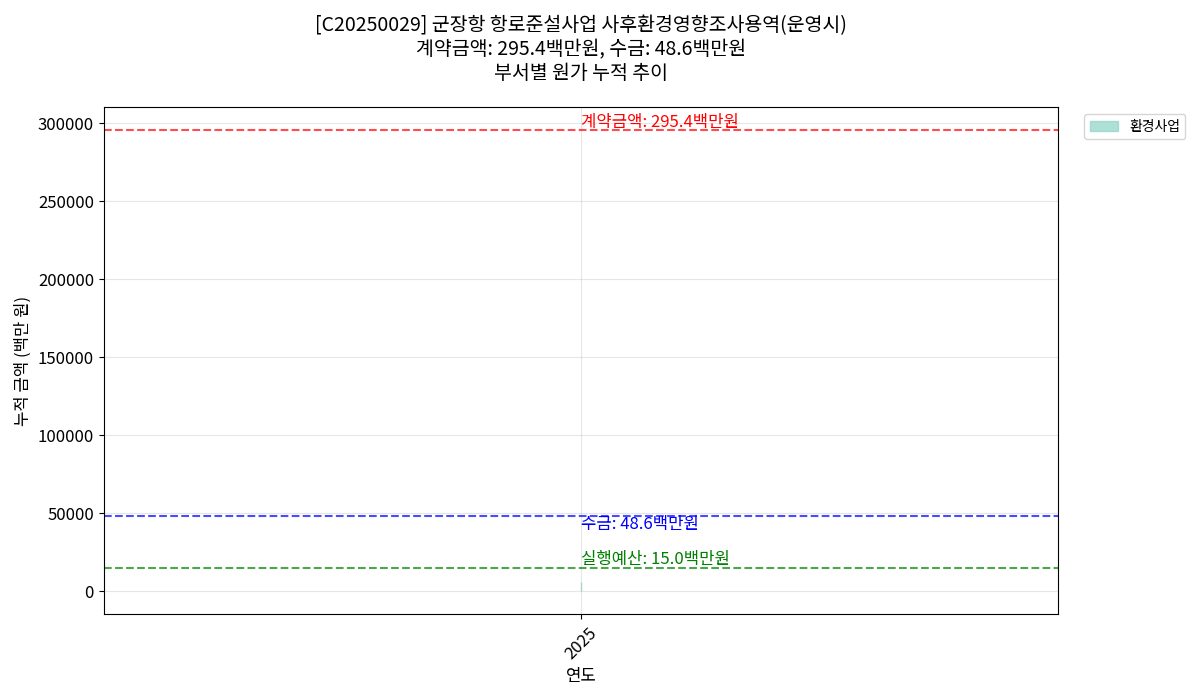 [C20250029] 군장항 항로준설사업 사후환경영향조사용역(운영시)
계약금액: 295.4백만원, 수금: 48.6백만원
부서별 원가 누적 추이
환경사업
누적 금액 (백만 원)
300000
250000
200000
150000
100000
50000
0
계약금액: 295.4백만원
수금: 48.6백만원
실행예산: 15.0백만원
2025
연도